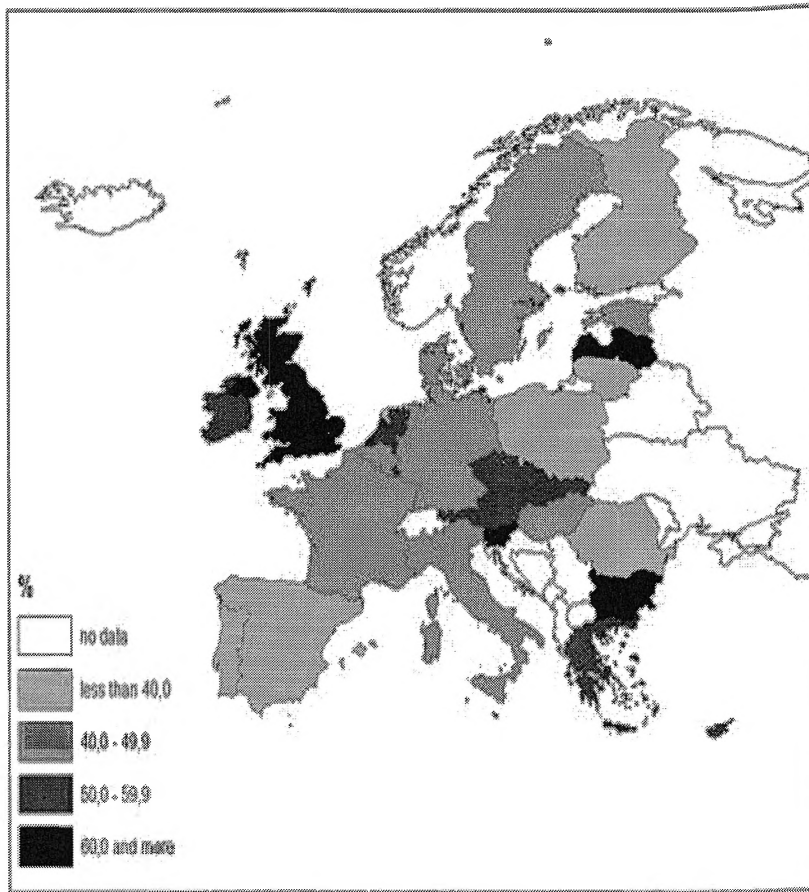 %
no data
less than 40,0
40,0 - 49,9
50,0 - 59,9
60,0 and more